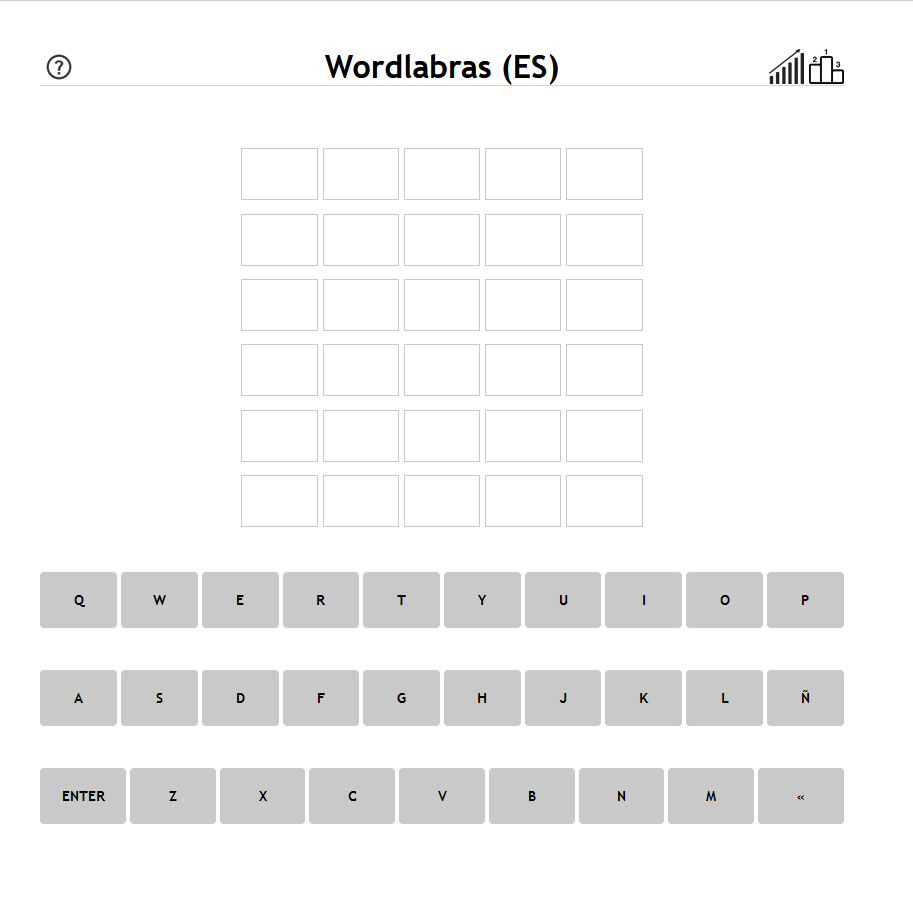 ?
Wordlabras (ES)
2 1 3
Q W E R T Y U I O P
A S D F G H J K L Ñ
ENTER Z X C V B N M «